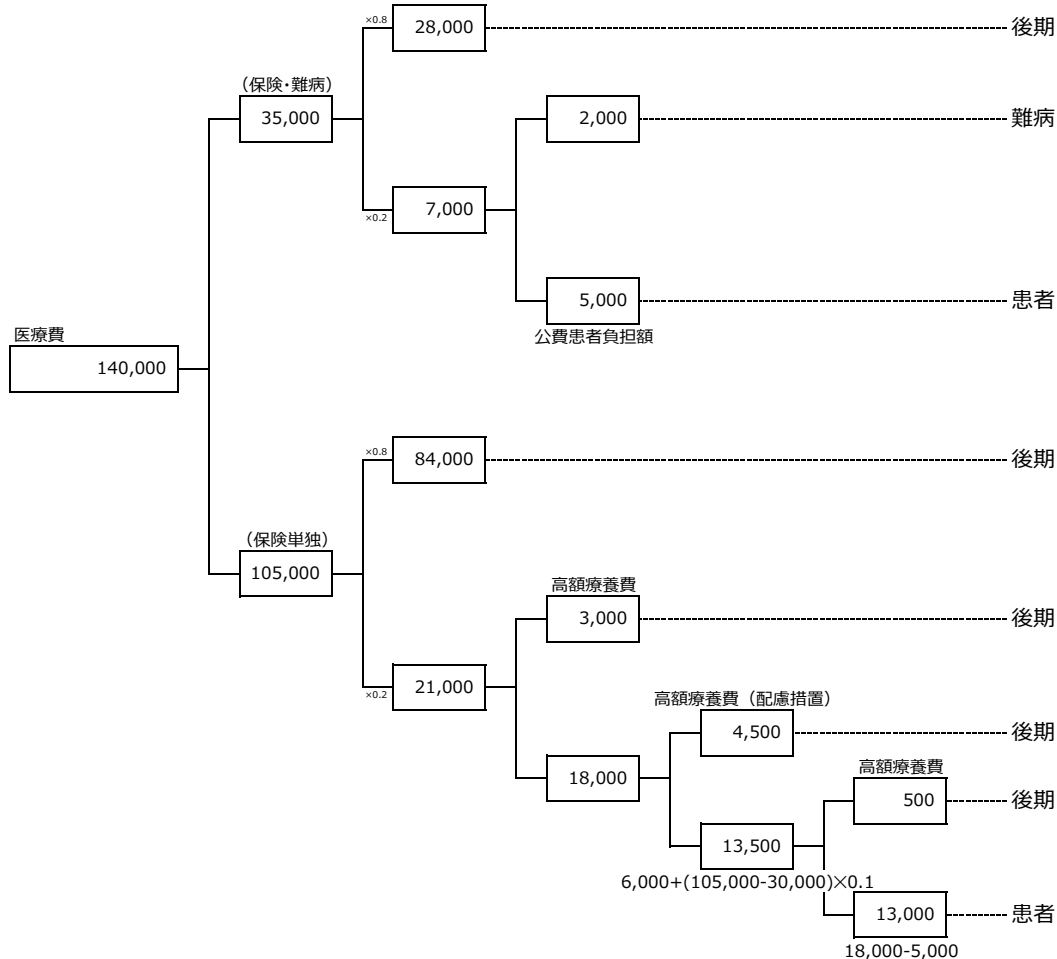 ×0.8
28,000
後期
（保険・難病）
35,000
2,000
難病
×0.2
7,000
5,000
患者
公費患者負担額
医療費
140,000
×0.8
84,000
後期
（保険単独）
105,000
高額療養費
3,000
後期
×0.2
21,000
高額療養費（配慮措置）
4,500
後期
18,000
高額療養費
500
後期
13,500
6,000+(105,000-30,000)×0.1
13,000
患者
18,000-5,000